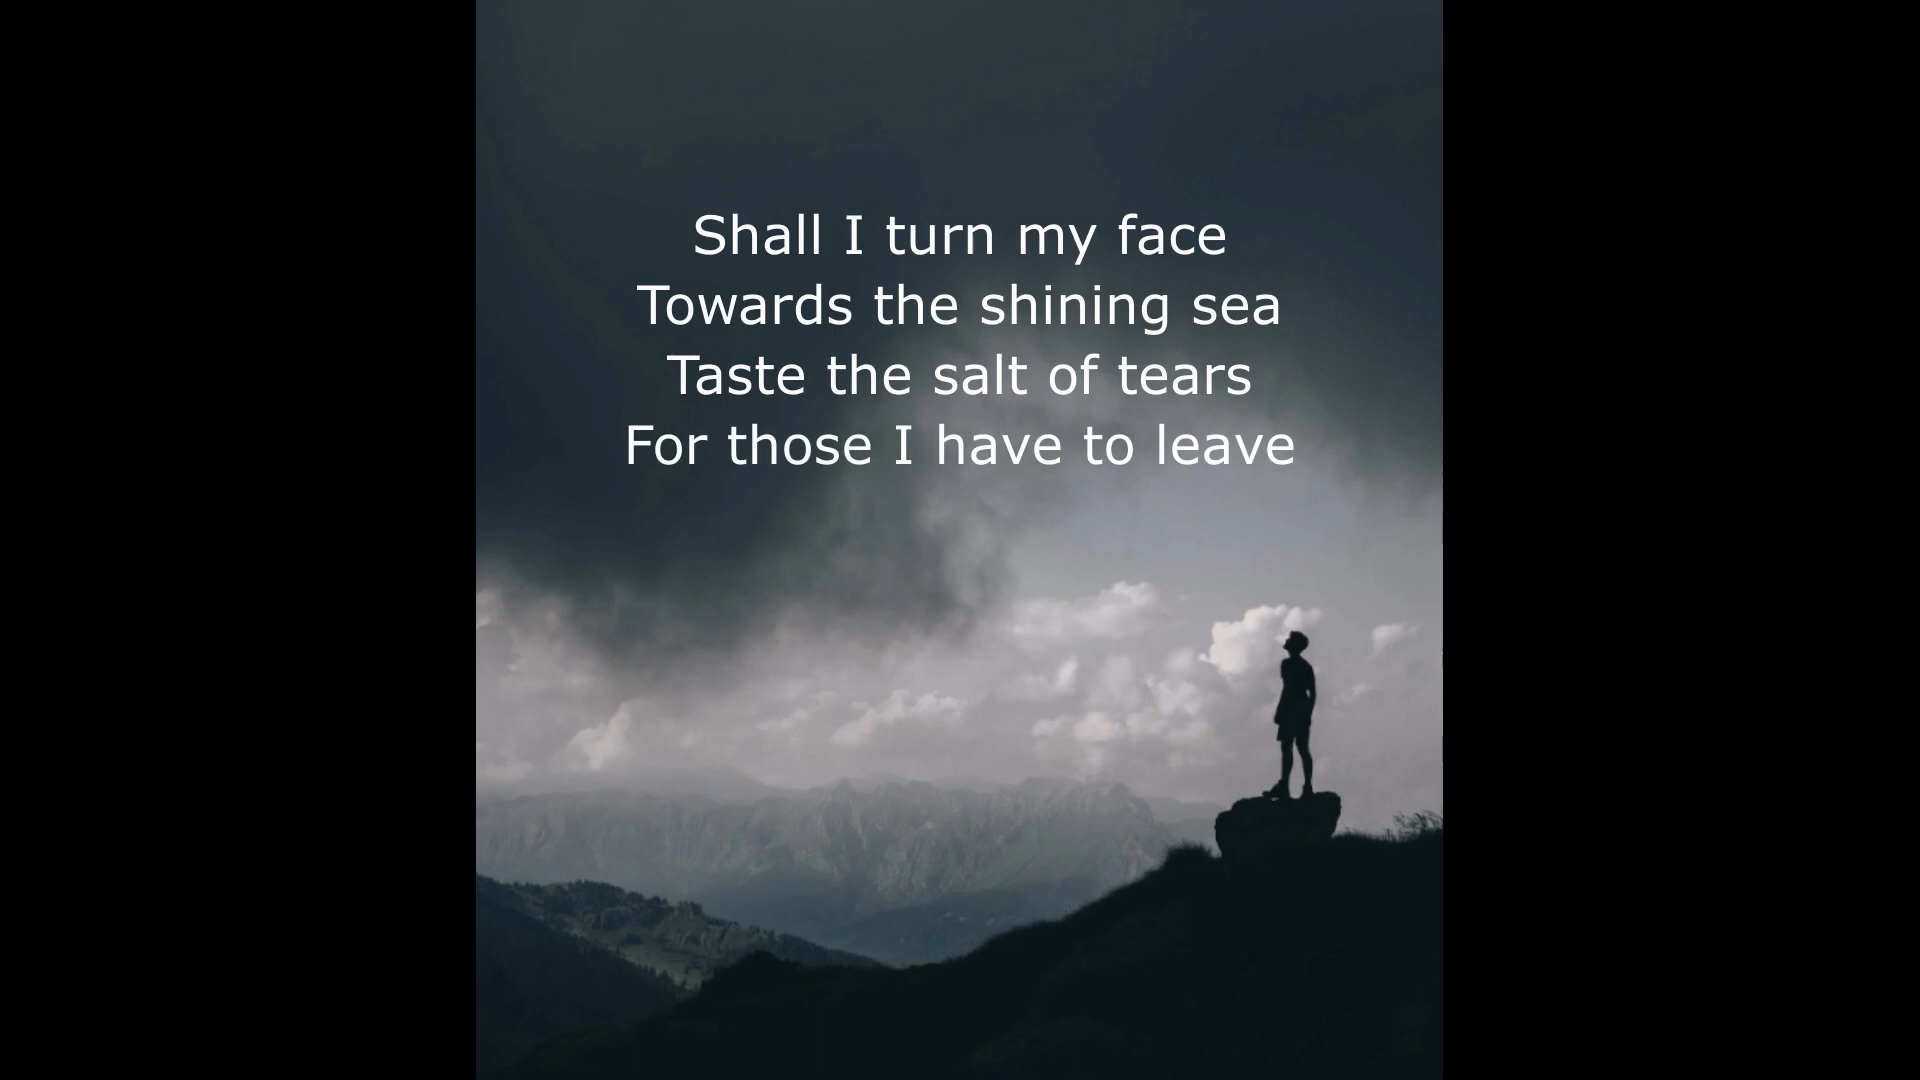 Shall I turn my face
Towards the shining sea
Taste the salt of tears
For those I have to leave